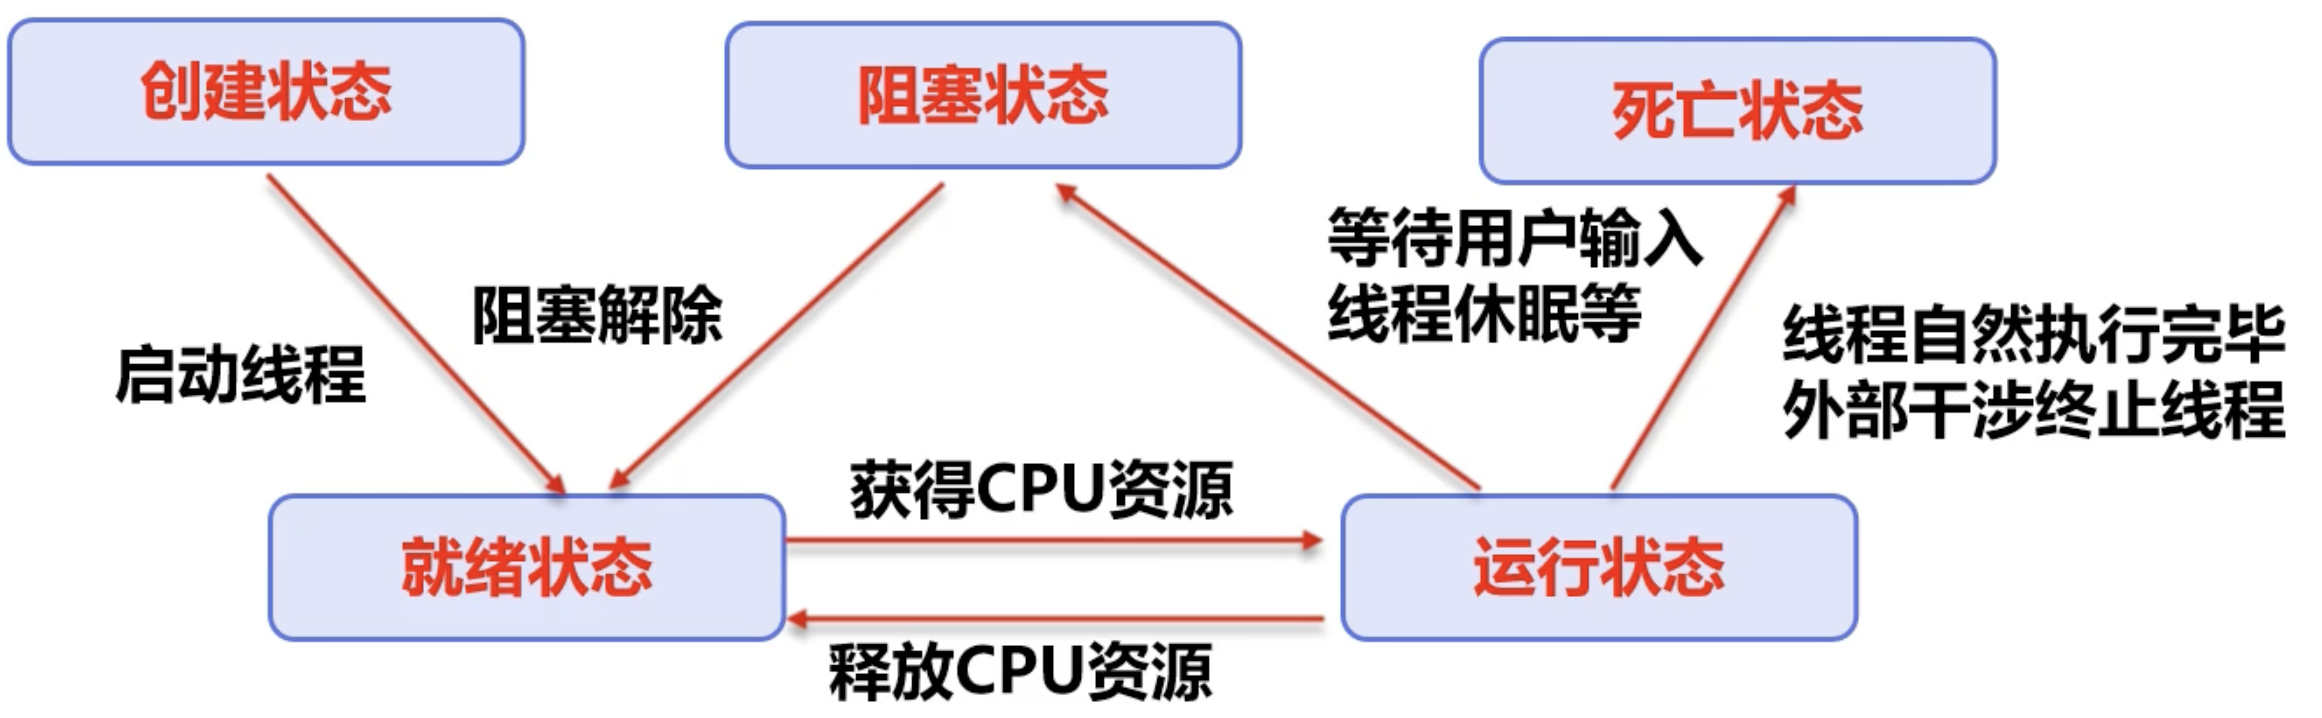 创建状态
阻塞状态
死亡状态
等待用户输入
线程休眠等
阻塞解除
线程自然执行完毕
启动线程
外部干涉终止线程
获得CPU资源
就绪状态
运行状态
释放CPU资源